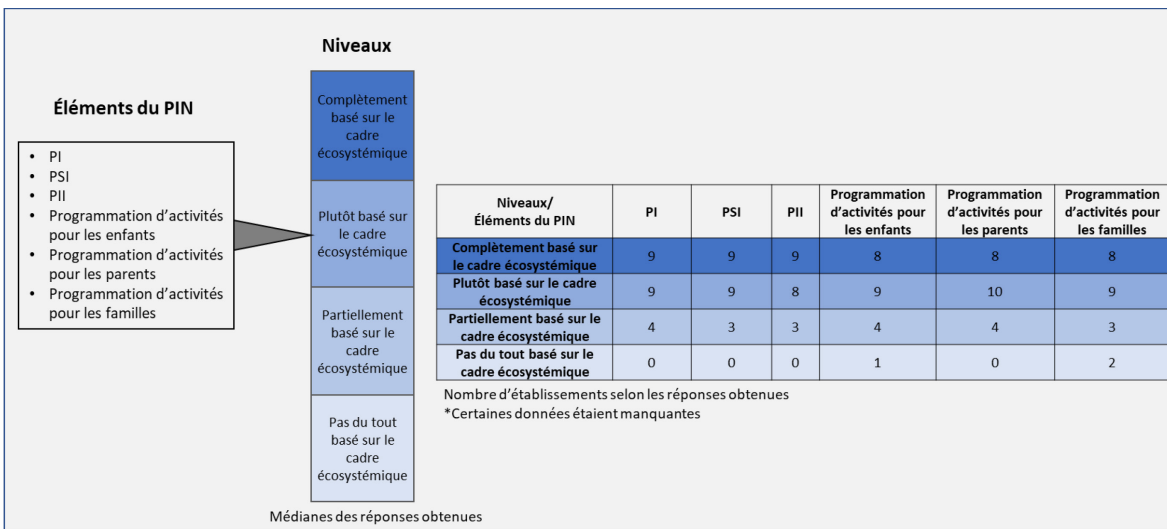 Niveaux
Éléments du PIN
• PI
• PSI
• PII
• Programmation d'activités
pour les enfants
• Programmation d'activités
pour les parents
• Programmation d'activités
pour les familles
Complètement
basé sur le
cadre
écosystémique
Plutôt basé sur
le cadre
écosystémique
Partiellement
basé sur le
cadre
écosystémique
Pas du tout
basé sur le
cadre
écosystémique
Médianes des réponses obtenues
Niveaux/
Éléments du PIN
PI
PSI
PII
Programmation
d'activités pour
les enfants
Programmation
d'activités pour
les parents
Programmation
d'activités pour
les familles
Complètement basé sur
le cadre écosystémique
9 9 9 8 8 8
Plutôt basé sur le cadre
écosystémique
9 9 8 9 10 9
Partiellement basé sur le
cadre écosystémique
4 3 3 4 4 3
Pas du tout basé sur le
cadre écosystémique
0 0 0 1 0 2
Nombre d'établissements selon les réponses obtenues
*Certaines données étaient manquantes